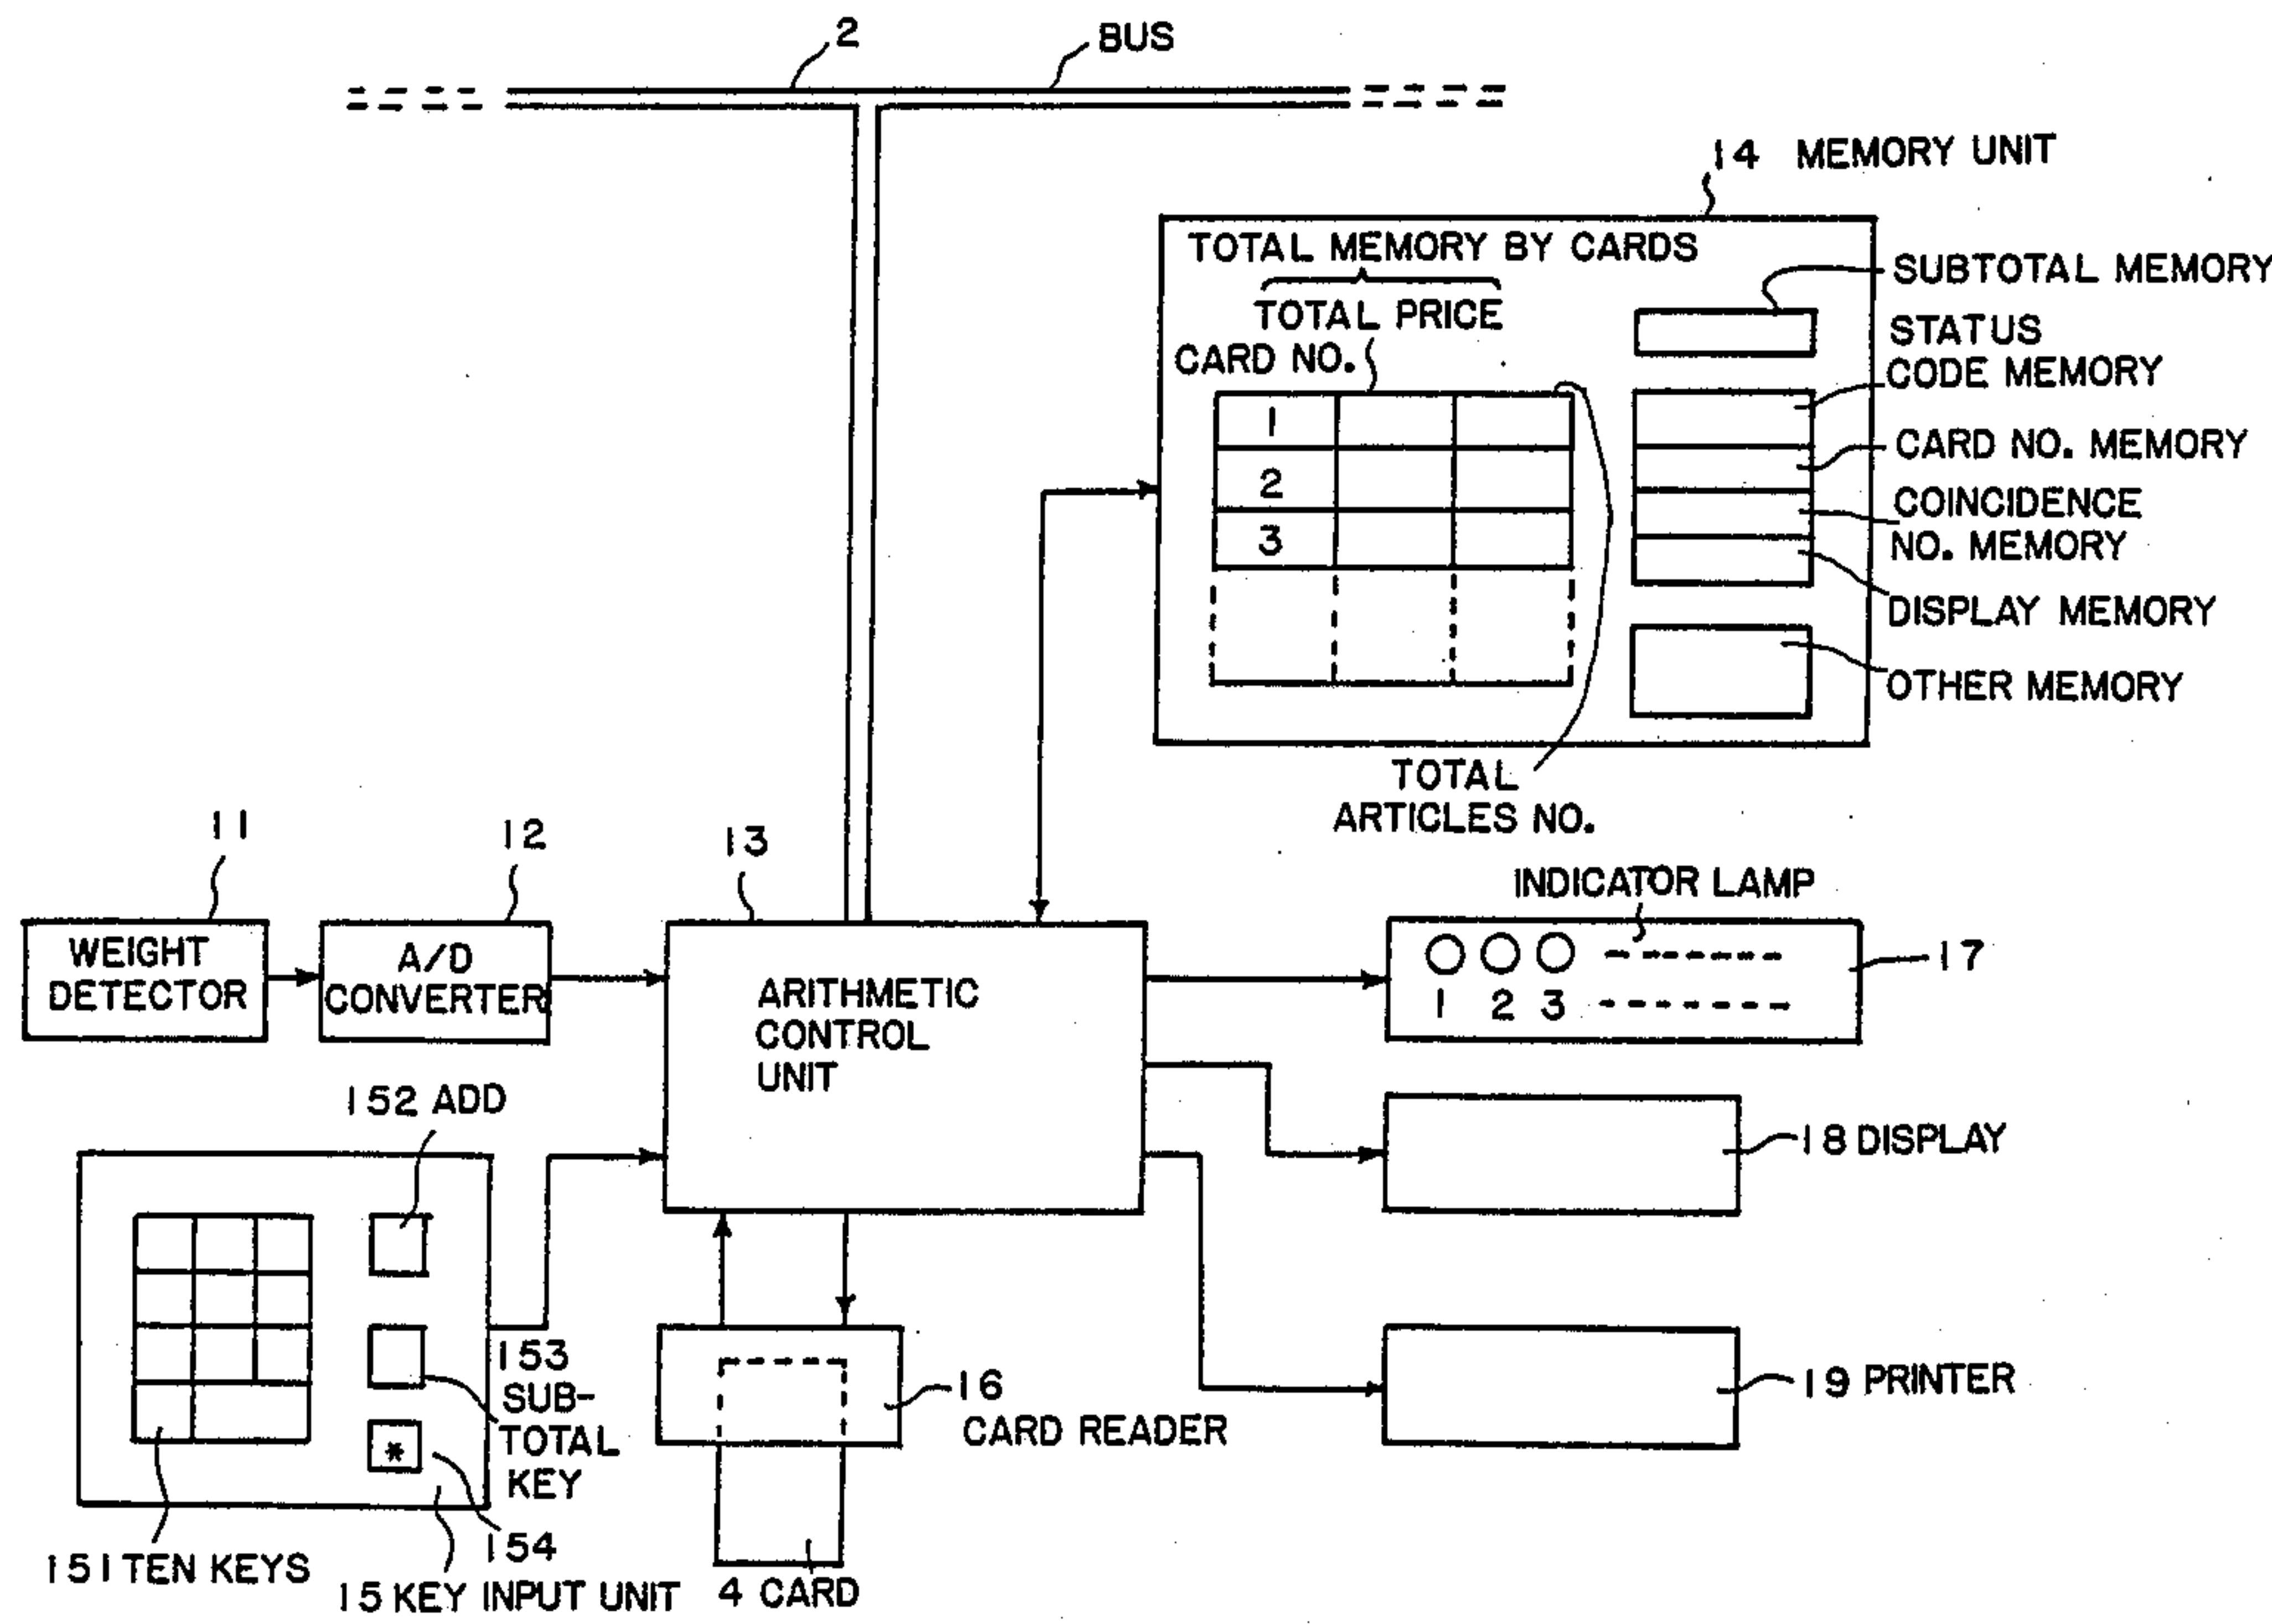 2
BUS
14 MEMORY UNIT
TOTAL MEMORY BY CARDS
TOTAL PRICE
CARD NO.
1
2
3
SUBTOTAL MEMORY
STATUS
CODE MEMORY
CARD NO. MEMORY
COINCIDENCE
NO. MEMORY
DISPLAY MEMORY
OTHER MEMORY
TOTAL
ARTICLES NO.
11
WEIGHT
DETECTOR
12
A/D
CONVERTER
13
ARITHMETIC
CONTROL
UNIT
INDICATOR LAMP
1 2 3
17
18 DISPLAY
19 PRINTER
152 ADD
153
SUB-
TOTAL
KEY
*
154
151 TEN KEYS
15 KEY INPUT UNIT
16
CARD READER
4 CARD